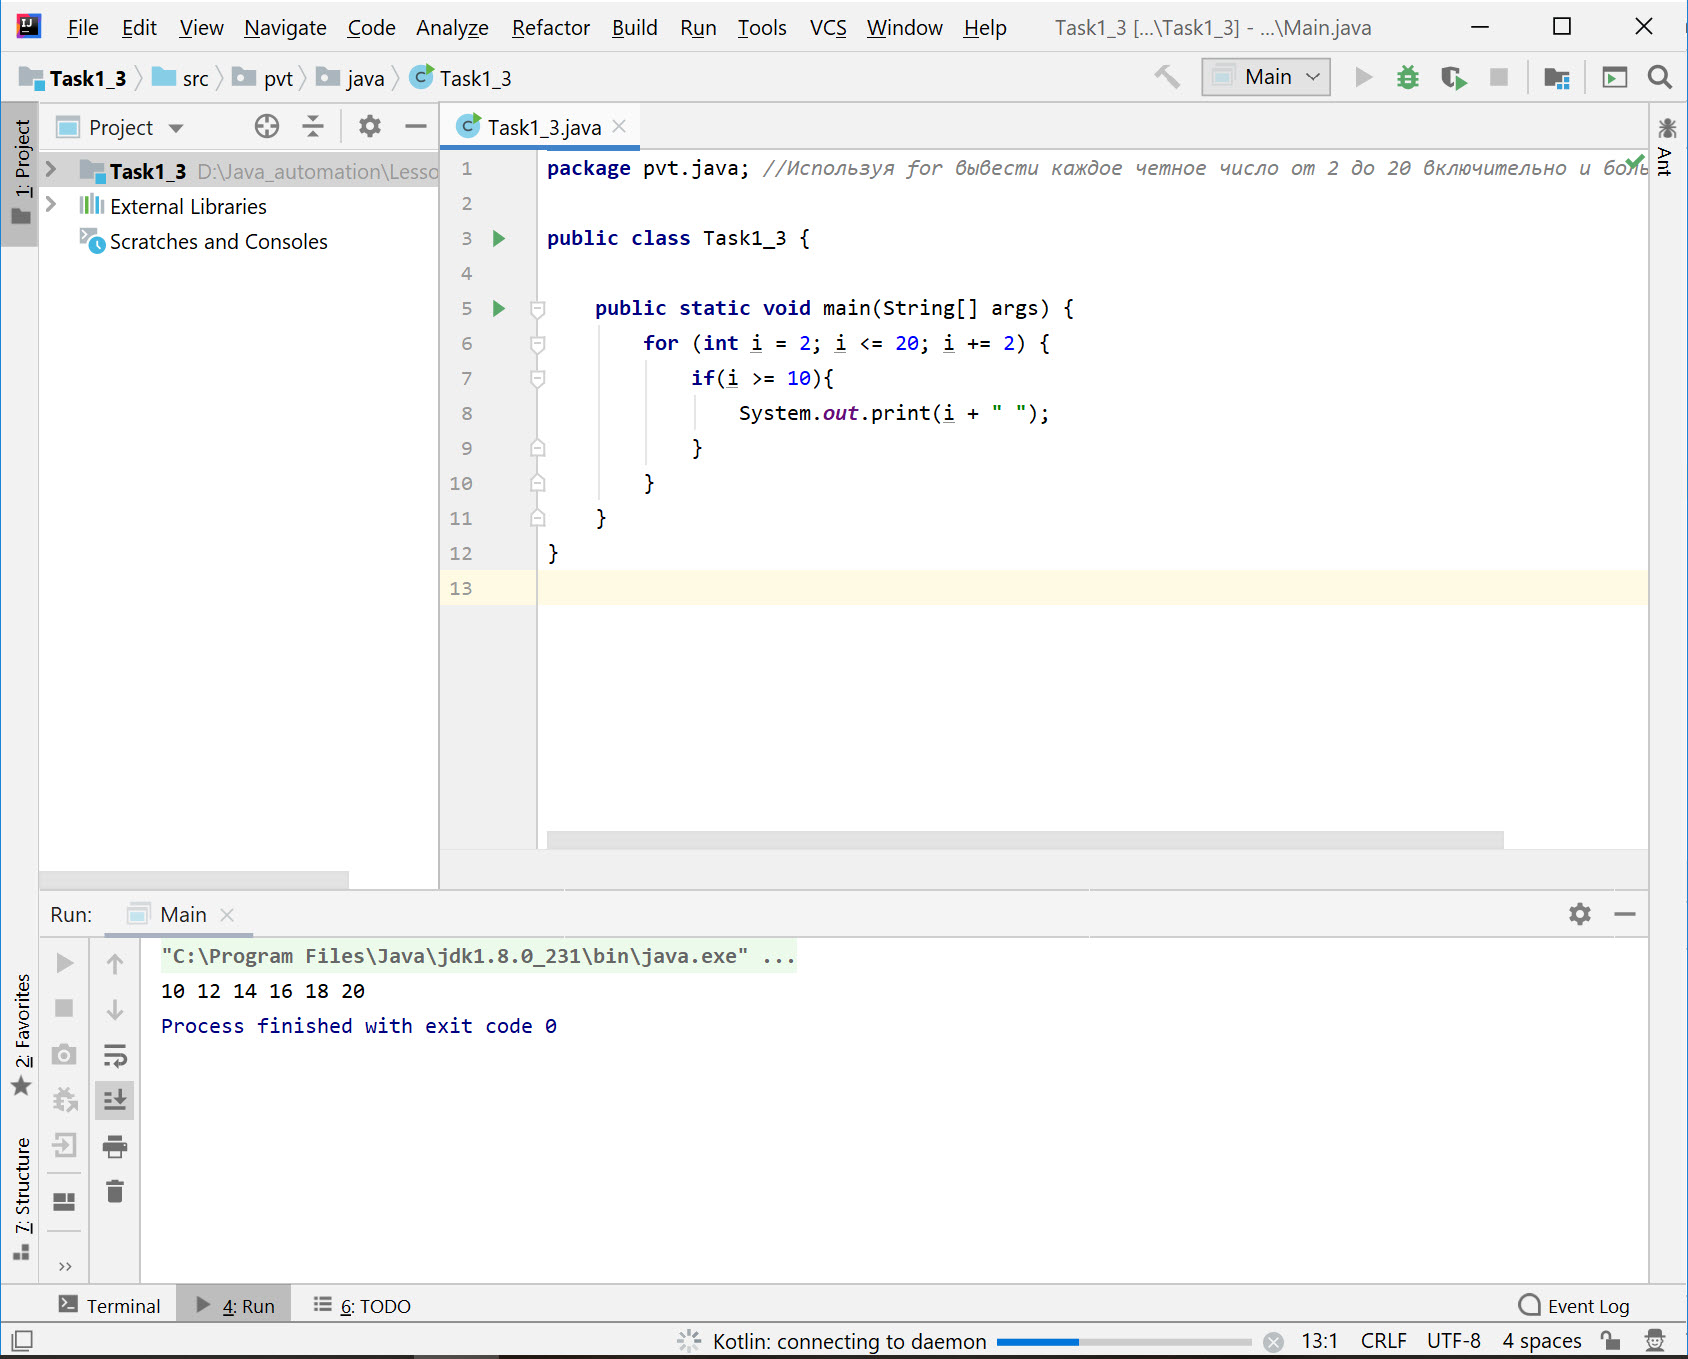 File Edit View Navigate Code Analyze Refactor Build Run Tools VCS Window Help Task1_3 [...\Task1_3] - ...\Main.java
Task1_3 src pvt java Task1_3 Main
Project Task1_3.java
1: Project
Task1_3 D:\Java_automation\Lesso
External Libraries
Scratches and Consoles
1 package pvt.java; //Используя for вывести каждое четное число от 2 до 20 включительно и боль
2
3 public class Task1_3 {
4
5 public static void main(String[] args) {
6 for (int i = 2; i <= 20; i += 2) {
7 if(i >= 10){
8 System.out.print(i + " ");
9 }
10 }
11 }
12 }
13
Ant
Run: Main
"C:\Program Files\Java\jdk1.8.0_231\bin\java.exe" ...
10 12 14 16 18 20
Process finished with exit code 0
2: Favorites
7: Structure
Terminal 4: Run 6: TODO Event Log
Kotlin: connecting to daemon 13:1 CRLF UTF-8 4 spaces